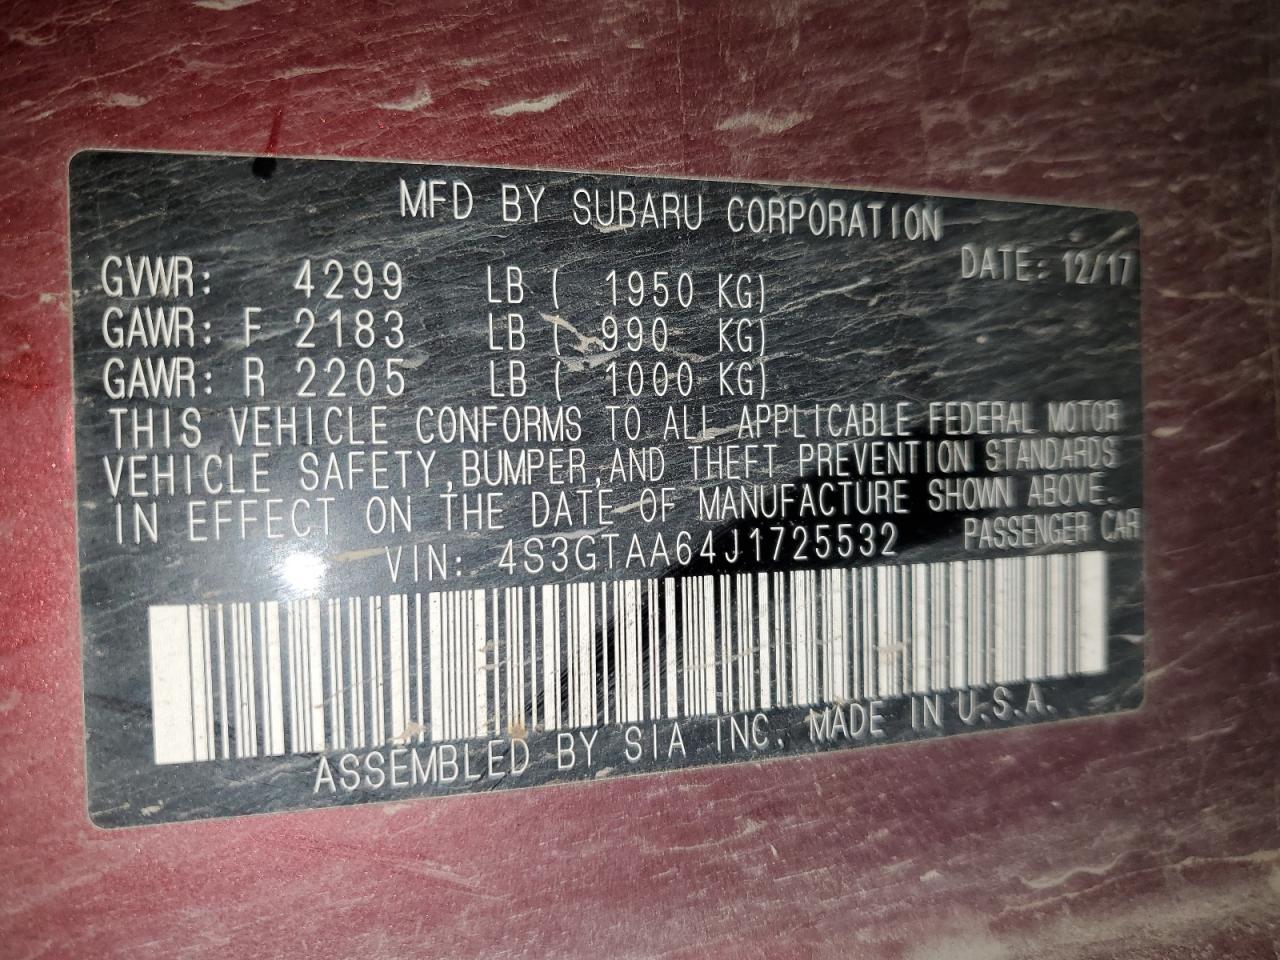 MFD BY SUBARU CORPORATION
DATE: 12/17
GVWR: 4299 LB ( 1950 KG)
GAWR: F 2183 LB ( 990 KG)
GAWR: R 2205 LB ( 1000 KG)
THIS VEHICLE CONFORMS TO ALL APPLICABLE FEDERAL MOTOR
VEHICLE SAFETY,BUMPER,AND THEFT PREVENTION STANDARDS
IN EFFECT ON THE DATE OF MANUFACTURE SHOWN ABOVE.
VIN: 4S3GTAA64J1725532 PASSENGER CAR
ASSEMBLED BY SIA INC. MADE IN U.S.A.